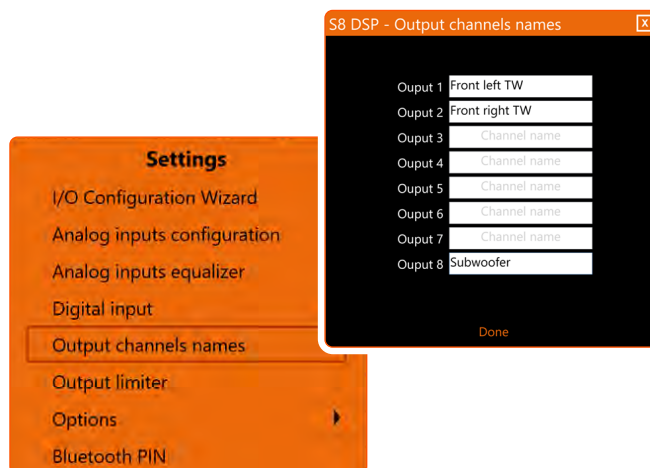 S8 DSP - Output channels names X
Ouput 1 Front left TW
Ouput 2 Front right TW
Ouput 3 Channel name
Ouput 4 Channel name
Ouput 5 Channel name
Ouput 6 Channel name
Ouput 7 Channel name
Ouput 8 Subwoofer
Done
Settings
I/O Configuration Wizard
Analog inputs configuration
Analog inputs equalizer
Digital input
Output channels names
Output limiter
Options
Bluetooth PIN